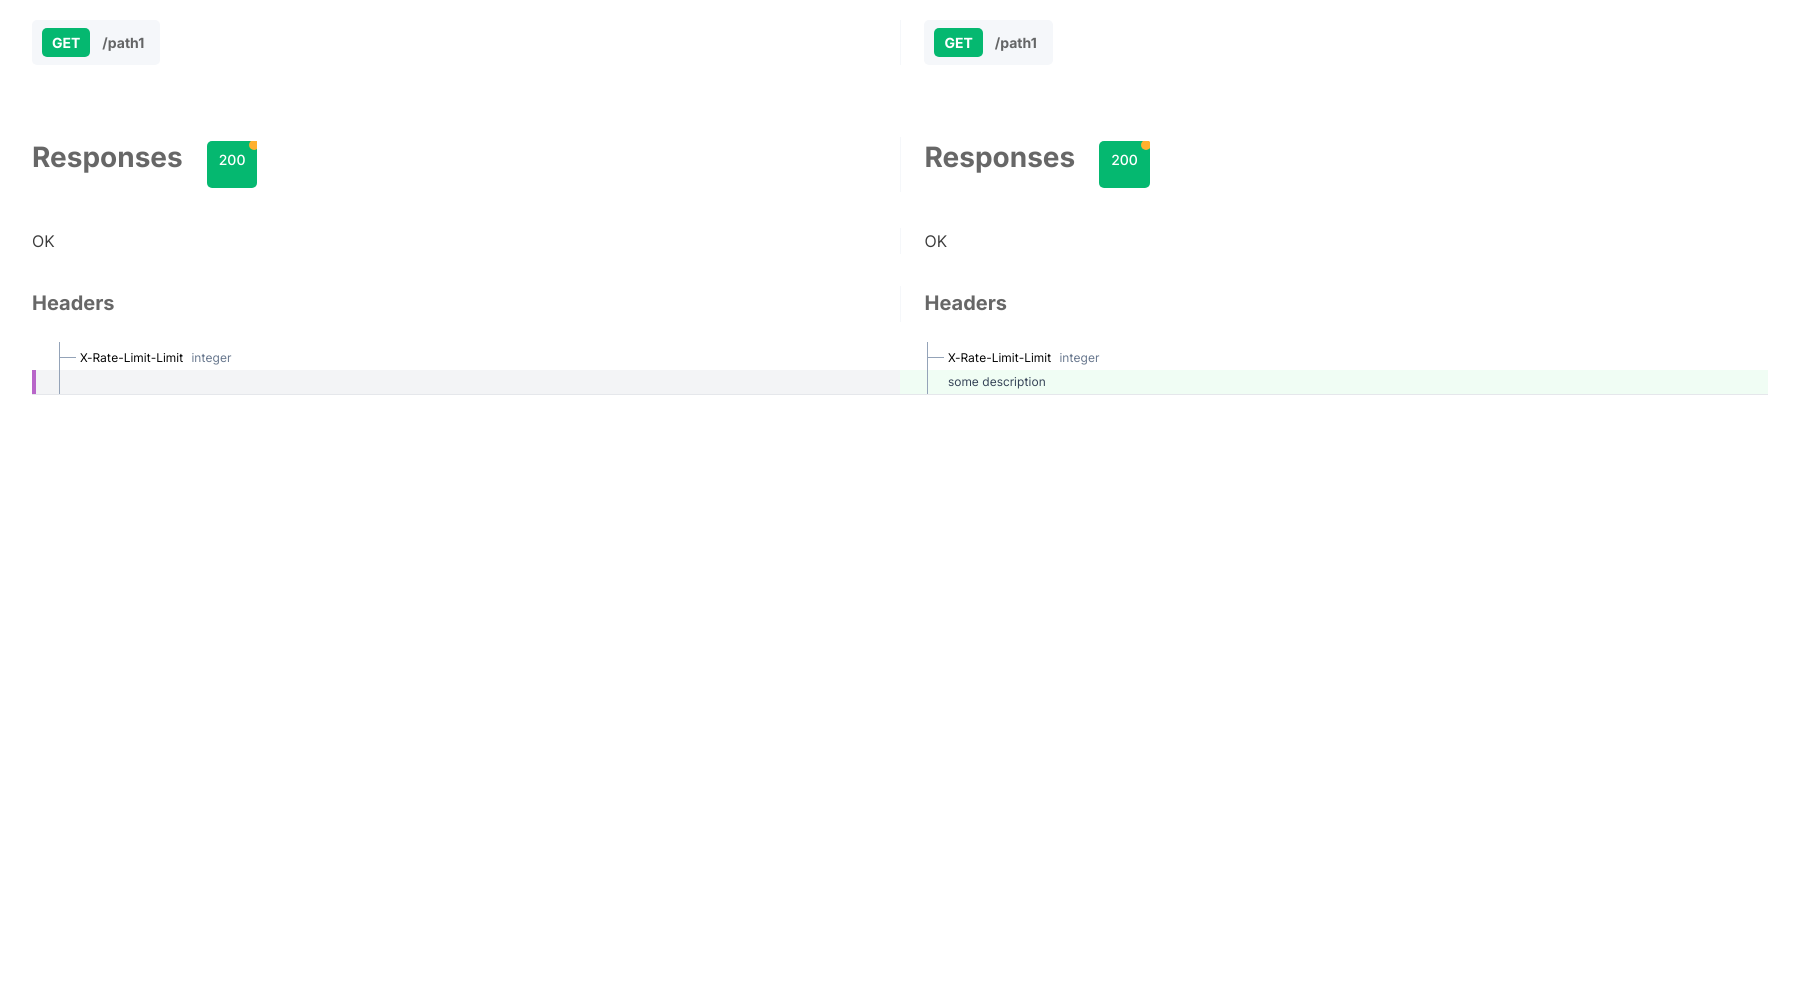 GET /path1
GET /path1
Responses 200
Responses 200
OK
OK
Headers
Headers
X-Rate-Limit-Limit integer
X-Rate-Limit-Limit integer
some description